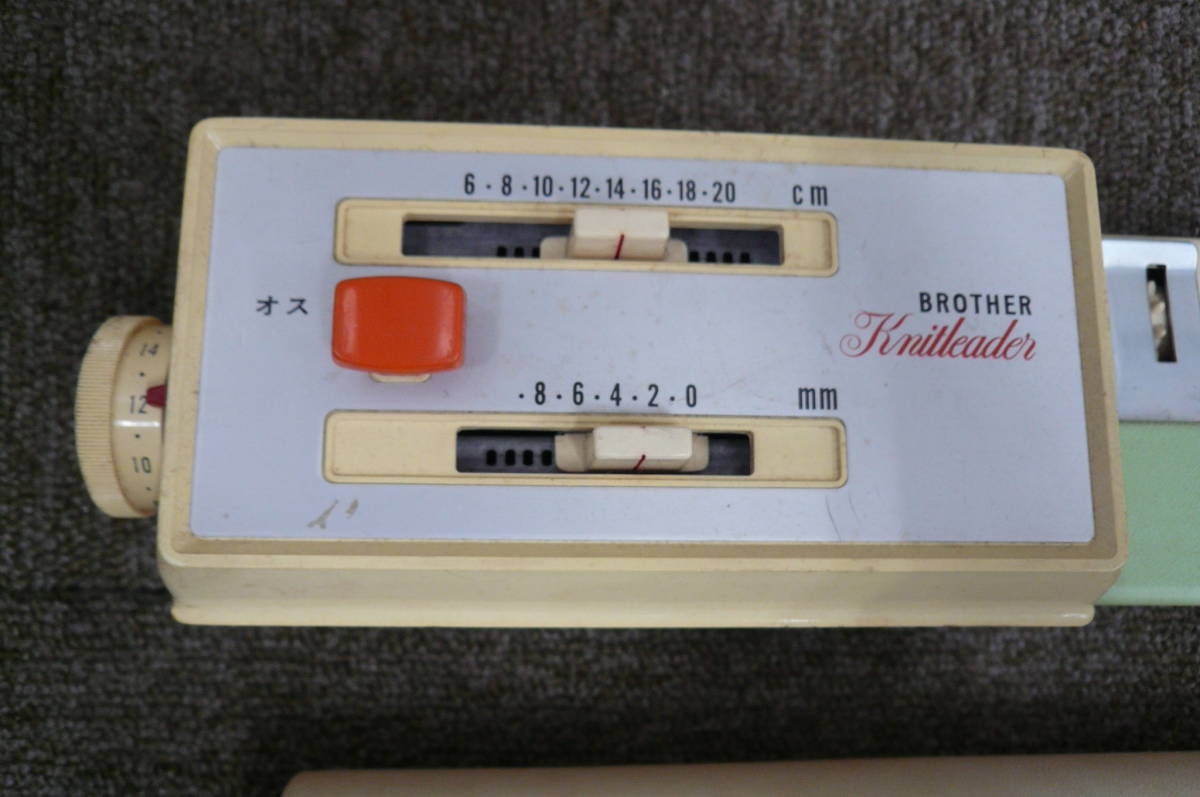 6 · 8 · 10 · 12 · 14 · 16 · 18 · 20 cm
オス
BROTHER
Knitleader
· 8 · 6 · 4 · 2 · 0 mm
14
·
12
·
10
·